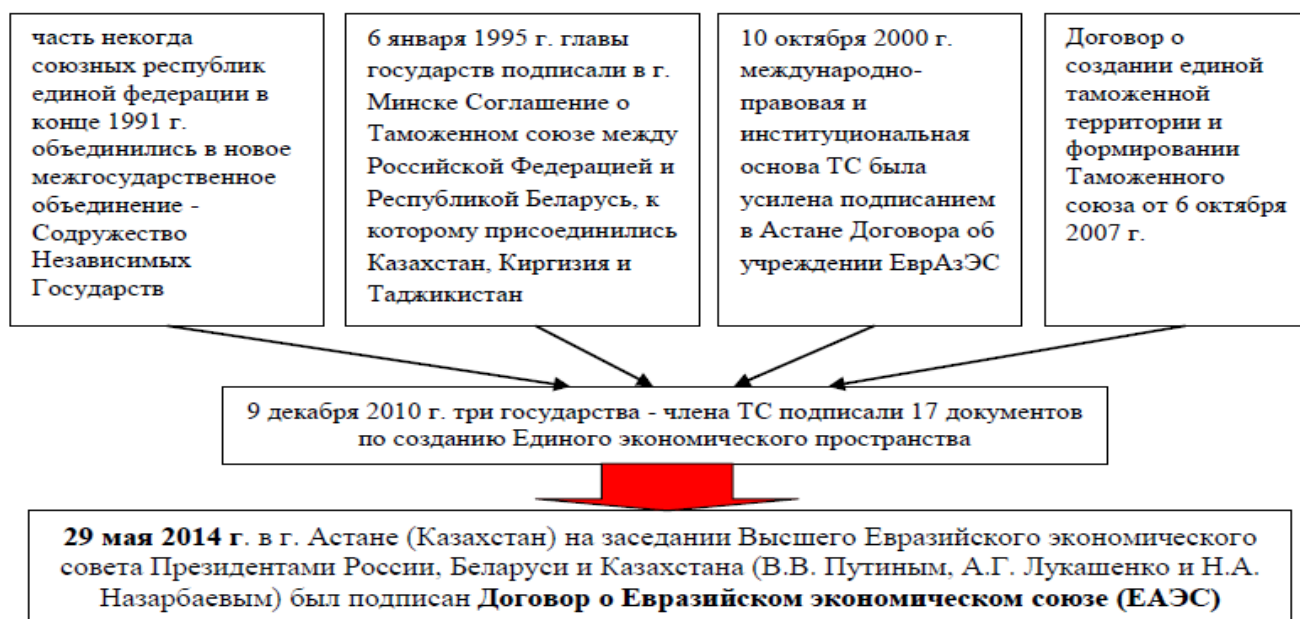 часть некогда
союзных республик
единой федерации в
конце 1991 г.
объединились в новое
межгосударственное
объединение -
Содружество
Независимых
Государств
6 января 1995 г. главы
государств подписали в г.
Минске Соглашение о
Таможенном союзе между
Российской Федерацией и
Республикой Беларусь, к
которому присоединились
Казахстан, Киргизия и
Таджикистан
10 октября 2000 г.
международно-
правовая и
институциональная
основа ТС была
усилена подписанием
в Астане Договора об
учреждении ЕврАзЭС
Договор о
создании единой
таможенной
территории и
формировании
Таможенного
союза от 6 октября
2007 г.
9 декабря 2010 г. три государства - члена ТС подписали 17 документов
по созданию Единого экономического пространства
29 мая 2014 г. в г. Астане (Казахстан) на заседании Высшего Евразийского экономического
совета Президентами России, Беларуси и Казахстана (В.В. Путиным, А.Г. Лукашенко и Н.А.
Назарбаевым) был подписан Договор о Евразийском экономическом союзе (ЕАЭС)